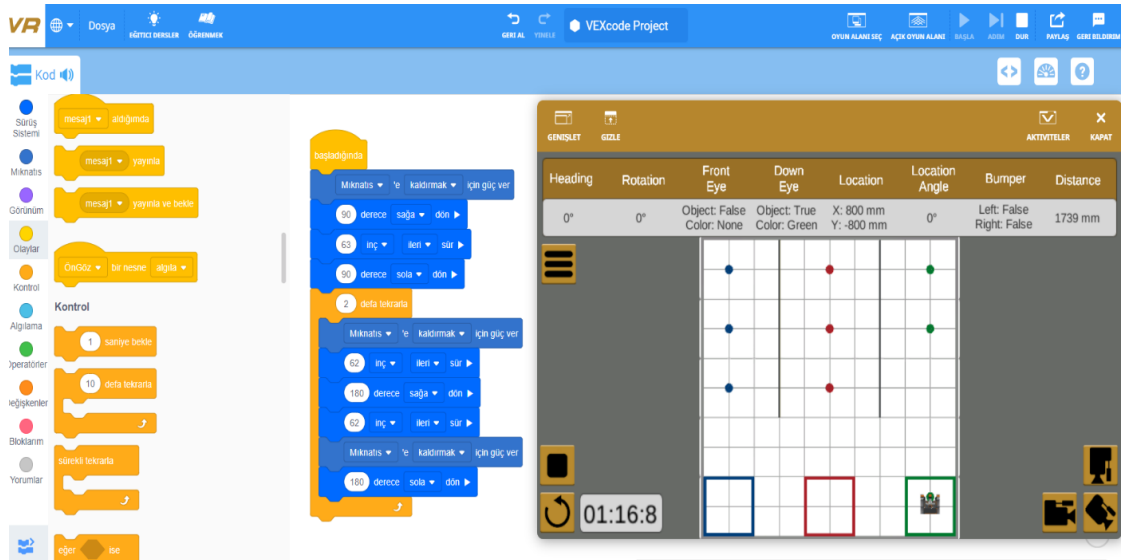 VR
Dosya
EĞİTİCİ DERSLER
ÖĞRENMEK
GERİ AL
YİNELE
VEXcode Project
OYUN ALANI SEÇ
AÇIK OYUN ALANI
BAŞLA
ADIM
DUR
PAYLAŞ
GERİ BİLDİRİM
Kod
Sürüş
Sistemi
Mıknatıs
Görünüm
Olaylar
Kontrol
Algılama
Operatörler
Değişkenler
Bloklarım
Yorumlar
mesaj1 aldığımda
mesaj1 yayınla
mesaj1 yayınla ve bekle
ÖnGöz bir nesne algıla
Kontrol
1 saniye bekle
10 defa tekrarla
sürekli tekrarla
eğer ise
başladığında
Mıknatıs 'e kaldırmak için güç ver
90 derece sağa dön
63 inç ileri sür
90 derece sola dön
2 defa tekrarla
Mıknatıs 'e kaldırmak için güç ver
62 inç ileri sür
180 derece sağa dön
62 inç ileri sür
Mıknatıs 'e kaldırmak için güç ver
180 derece sola dön
GENİŞLET
GIZLE
AKTIVITELER
KAPAT
Heading Rotation Front Eye Down Eye Location Location Angle Bumper Distance
0° 0° Object: False Object: True X: 800 mm 0° Left: False 1739 mm
Color: None Color: Green Y: -800 mm Right: False
01:16:8